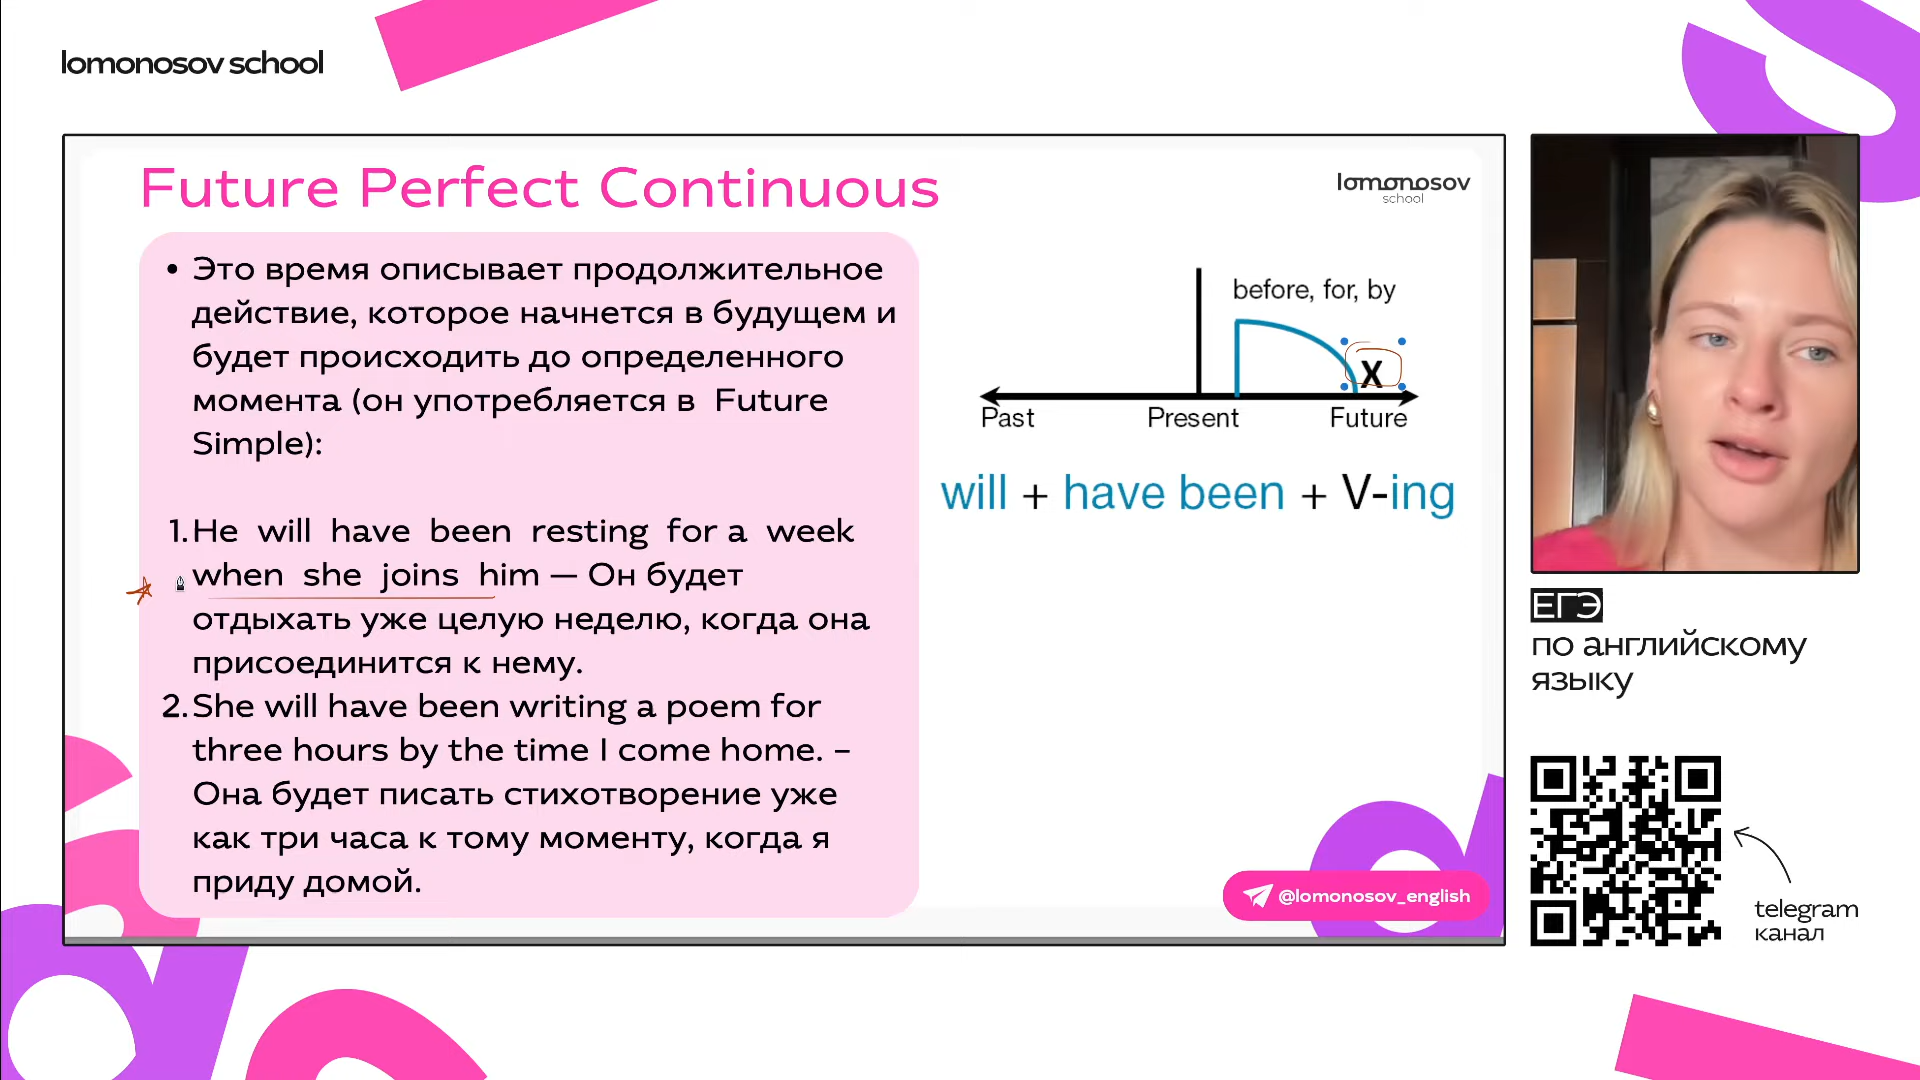 lomonosov school
Future Perfect Continuous
lomonosov
school
• Это время описывает продолжительное
действие, которое начнется в будущем и
будет происходить до определенного
момента (он употребляется в Future
Simple):
1. He will have been resting for a week
when she joins him — Он будет
отдыхать уже целую неделю, когда она
присоединится к нему.
2. She will have been writing a poem for
three hours by the time I come home. –
Она будет писать стихотворение уже
как три часа к тому моменту, когда я
приду домой.
before, for, by
X
Past Present Future
will + have been + V-ing
@lomonosov_english
ЕГЭ
по английскому
языку
telegram
канал